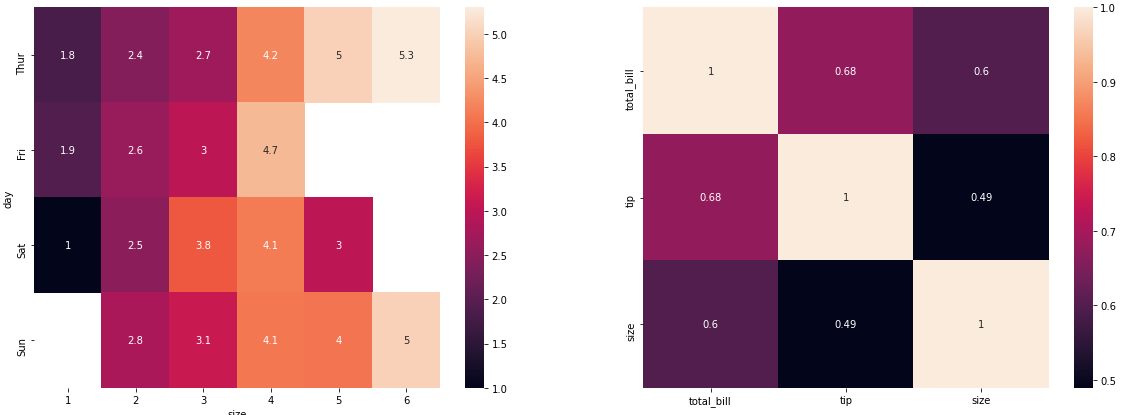 Thur 1.8 2.4 2.7 4.2 5 5.3
Fri 1.9 2.6 3 4.7
day
Sat 1 2.5 3.8 4.1 3
Sun 2.8 3.1 4.1 4 5
1 2 3 4 5 6
size
5.0
4.5
4.0
3.5
3.0
2.5
2.0
1.5
1.0
total_bill 1 0.68 0.6
tip 0.68 1 0.49
size 0.6 0.49 1
total_bill tip size
1.0
0.9
0.8
0.7
0.6
0.5